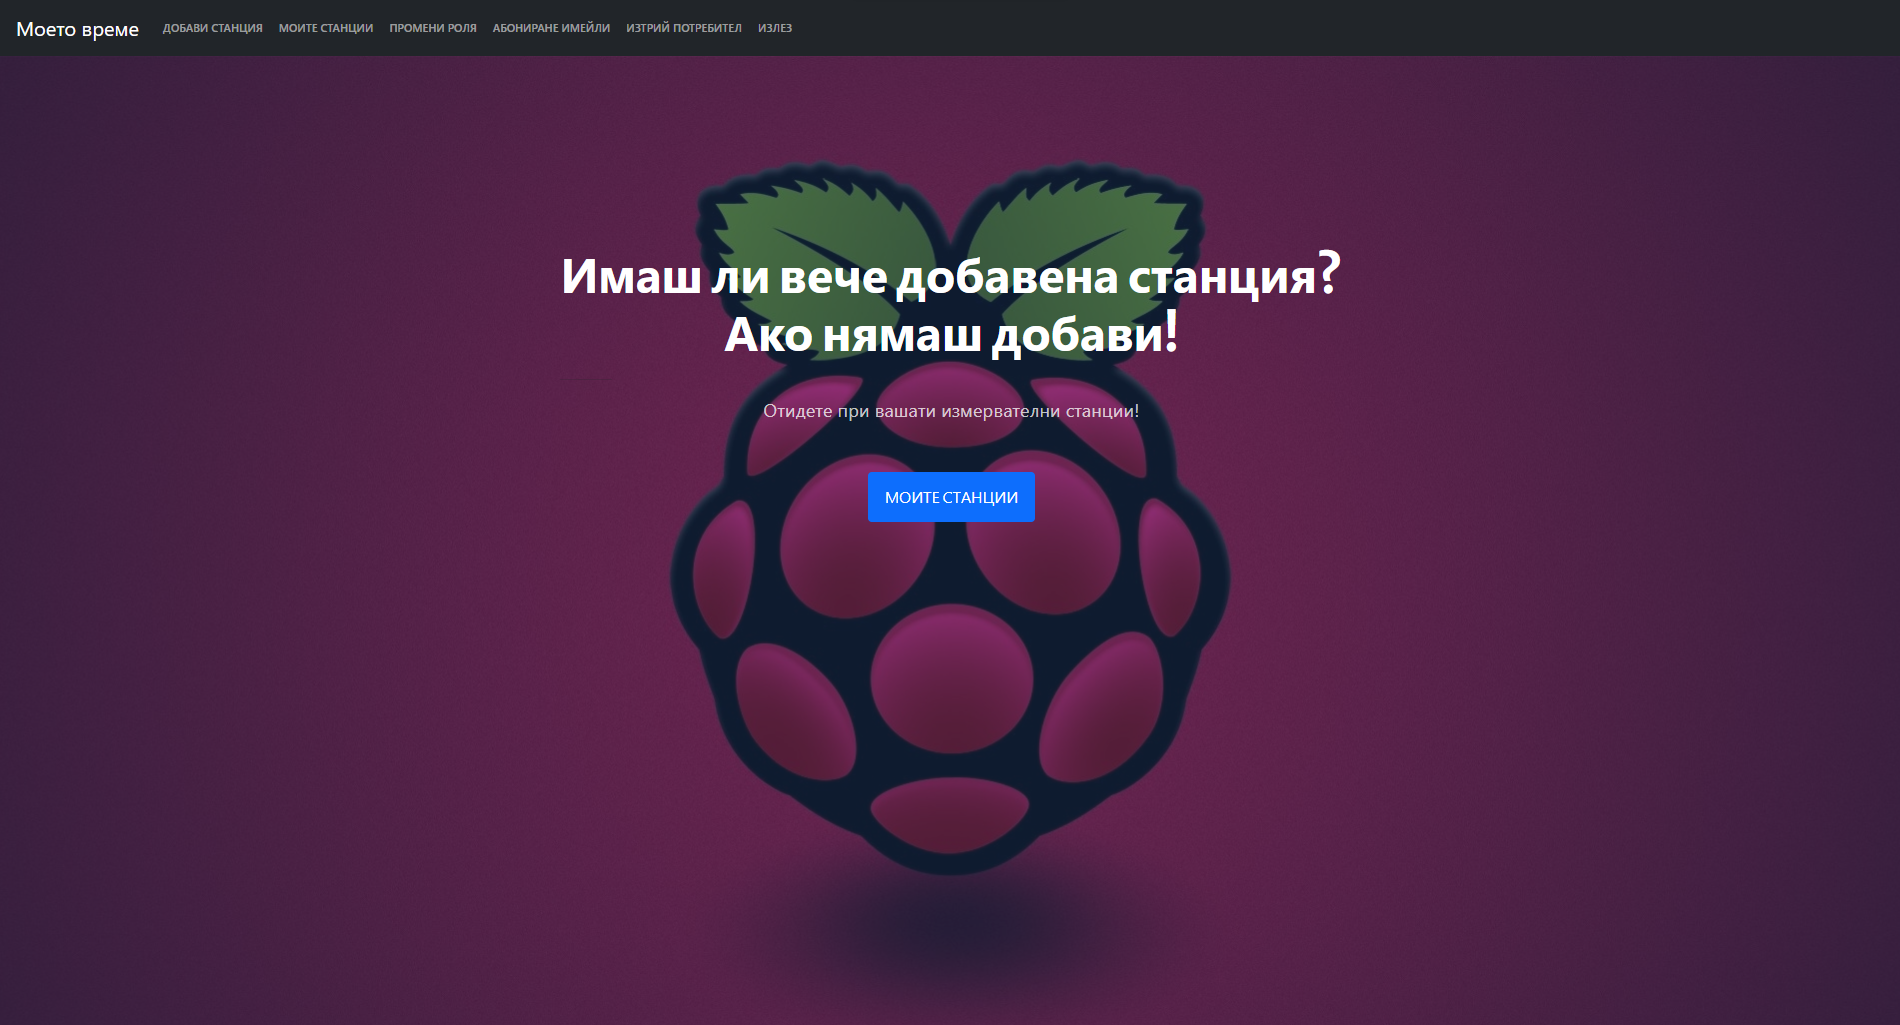 Моето време ДОБАВИ СТАНЦИЯ МОИТЕ СТАНЦИИ ПРОМЕНИ РОЛЯ АБОНИРАНЕ ИМЕЙЛИ ИЗТРИЙ ПОТРЕБИТЕЛ ИЗЛЕЗ
Имаш ли вече добавена станция?
Ако нямаш добави!
Отидете при вашати измервателни станции!
МОИТЕ СТАНЦИИ